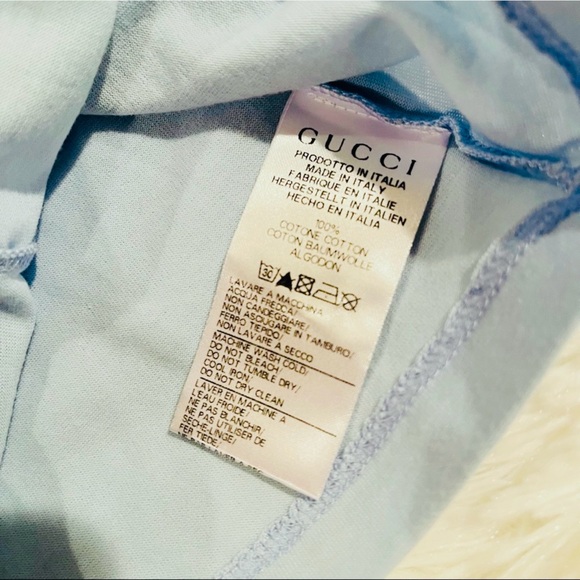 GUCCI
PRODOTTO IN ITALIA
MADE IN ITALY
FABRIQUE EN ITALIE
HERGESTELLT IN ITALIEN
HECHO EN ITALIA
100%
COTONE COTTON
COTON BAUMWOLLE
ALGODON
30
LAVARE A MACCHINA
ACQUA FREDDA/
NON CANDEGGIARE/
NON ASCIUGARE IN TAMBURO/
FERRO TIEPIDO/
NON LAVARE A SECCO
MACHINE WASH COLD/
DO NOT BLEACH/
DO NOT TUMBLE DRY/
COOL IRON/
DO NOT DRY CLEAN
LAVER EN MACHINE A
L'EAU FROIDE/
NE PAS BLANCHIR/
NE PAS UTILISER DE
SECHE-LINGE/
FER TIEDE/